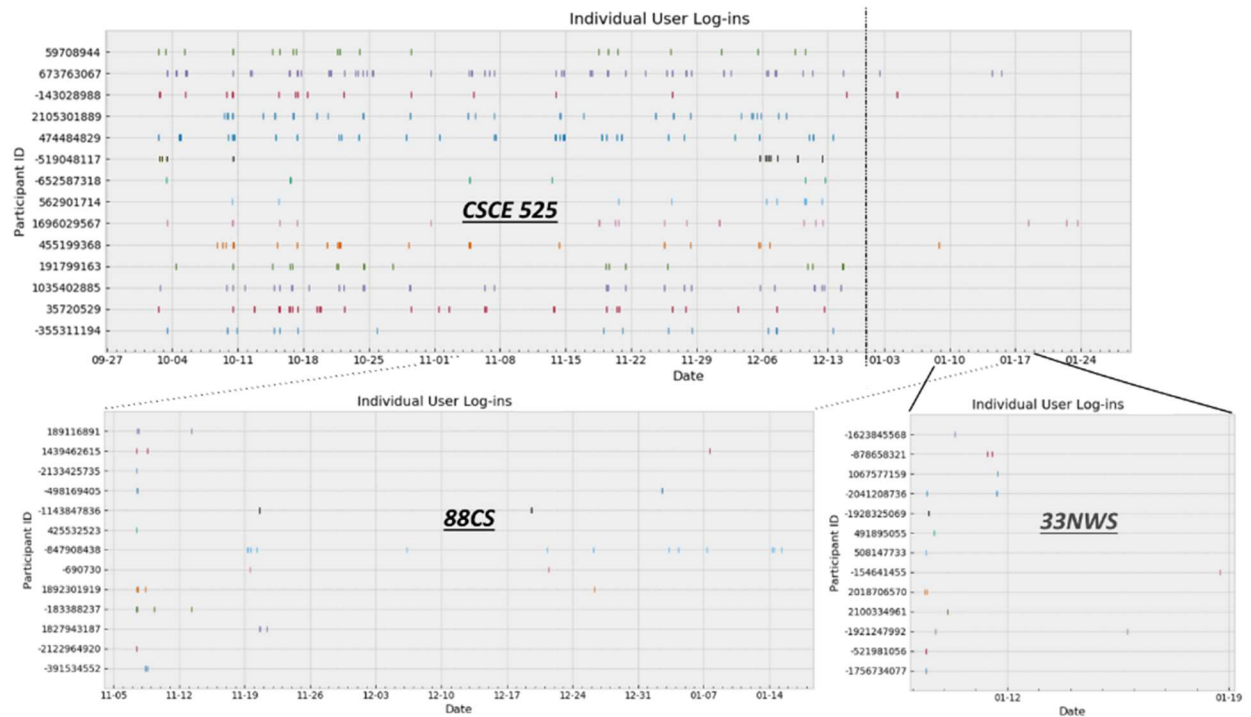 Individual User Log-ins
Participant ID
59708944
673763067
-143028988
2105301889
474484829
-519048117
-652587318
562901714
1696029567
455199368
191799163
1035402885
35720529
-355311194
CSCE 525
09-27 10-04 10-11 10-18 10-25 11-01 11-08 11-15 11-22 11-29 12-06 12-13 01-03 01-10 01-17 01-24
Date
Individual User Log-ins
Participant ID
189116891
1439462615
-2133425735
-498169405
-1143847836
425532523
-847908438
-690730
1892301919
-183388237
1827943187
-2122964920
-391534552
88CS
11-05 11-12 11-19 11-26 12-03 12-10 12-17 12-24 12-31 01-07 01-14
Date
Individual User Log-ins
Participant ID
-1623845568
-878658321
1067577159
-2041208736
-1928325069
491895055
508147733
-154641455
2018706570
2100334961
-1921247992
-521981056
-1756734077
33NWS
01-12 01-19
Date